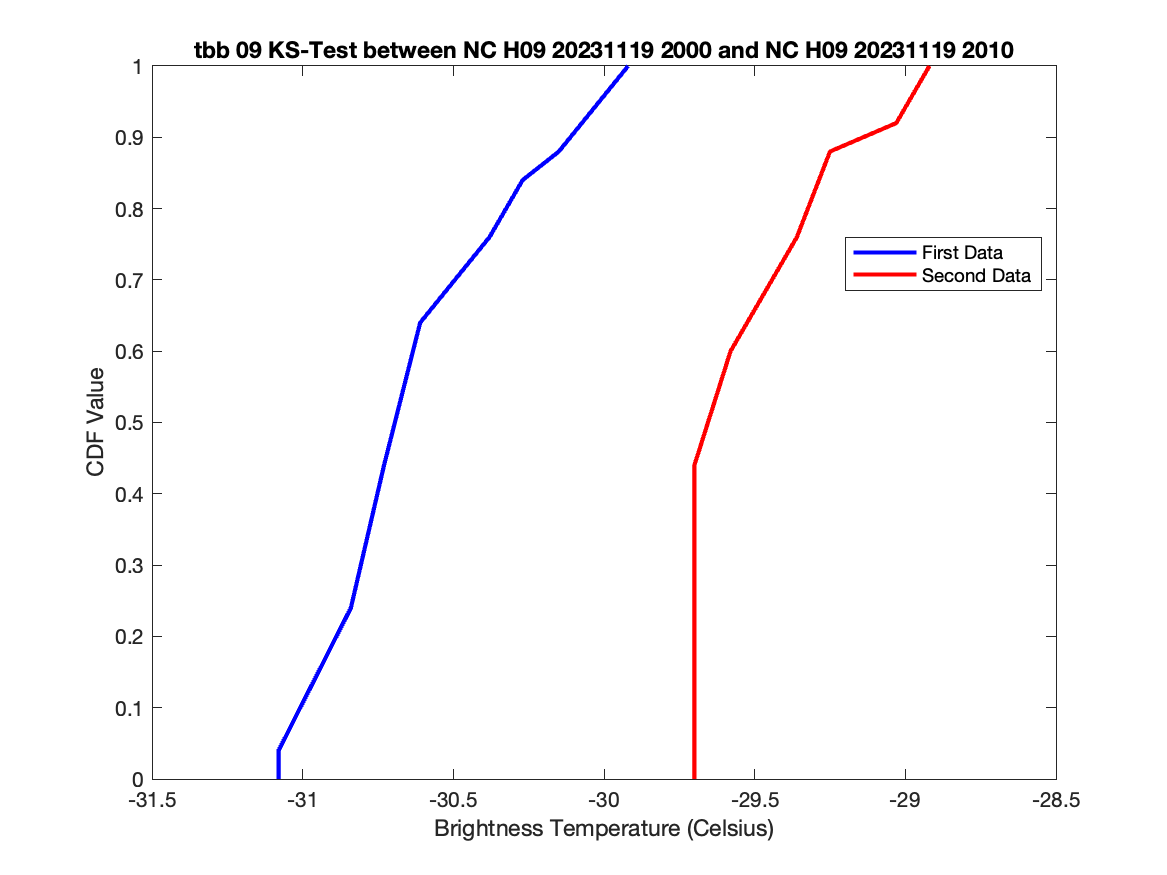 tbb 09 KS-Test between NC H09 20231119 2000 and NC H09 20231119 2010
1
0.9
0.8
0.7
0.6
0.5
0.4
0.3
0.2
0.1
0
CDF Value
First Data
Second Data
-31.5 -31 -30.5 -30 -29.5 -29 -28.5
Brightness Temperature (Celsius)